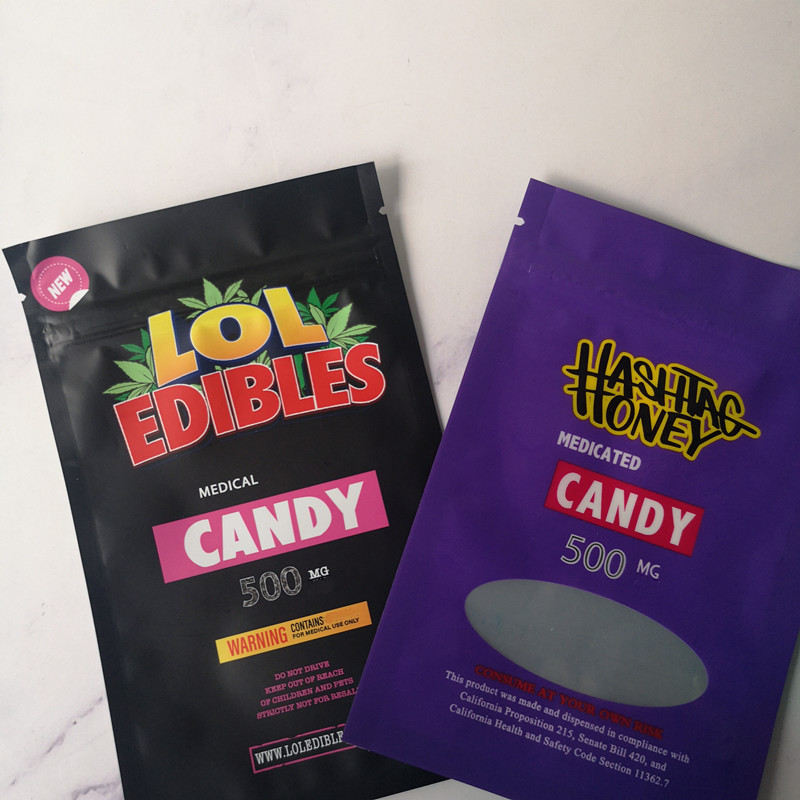 NEW
LOL
EDIBLES
MEDICAL
CANDY
500 MG
WARNING CONTAINS
FOR MEDICAL USE ONLY
DO NOT DRIVE
KEEP OUT OF REACH
OF CHILDREN AND PETS
STRICTLY NOT FOR RESAL
WWW.LOLEDIBLE
HASHTAG
HONEY
MEDICATED
CANDY
500 MG
CONSUME AT YOUR OWN RISK
This product was made and dispensed in compliance with
California Proposition 215, Senate Bill 420, and
California Health and Safety Code Section 11362.7